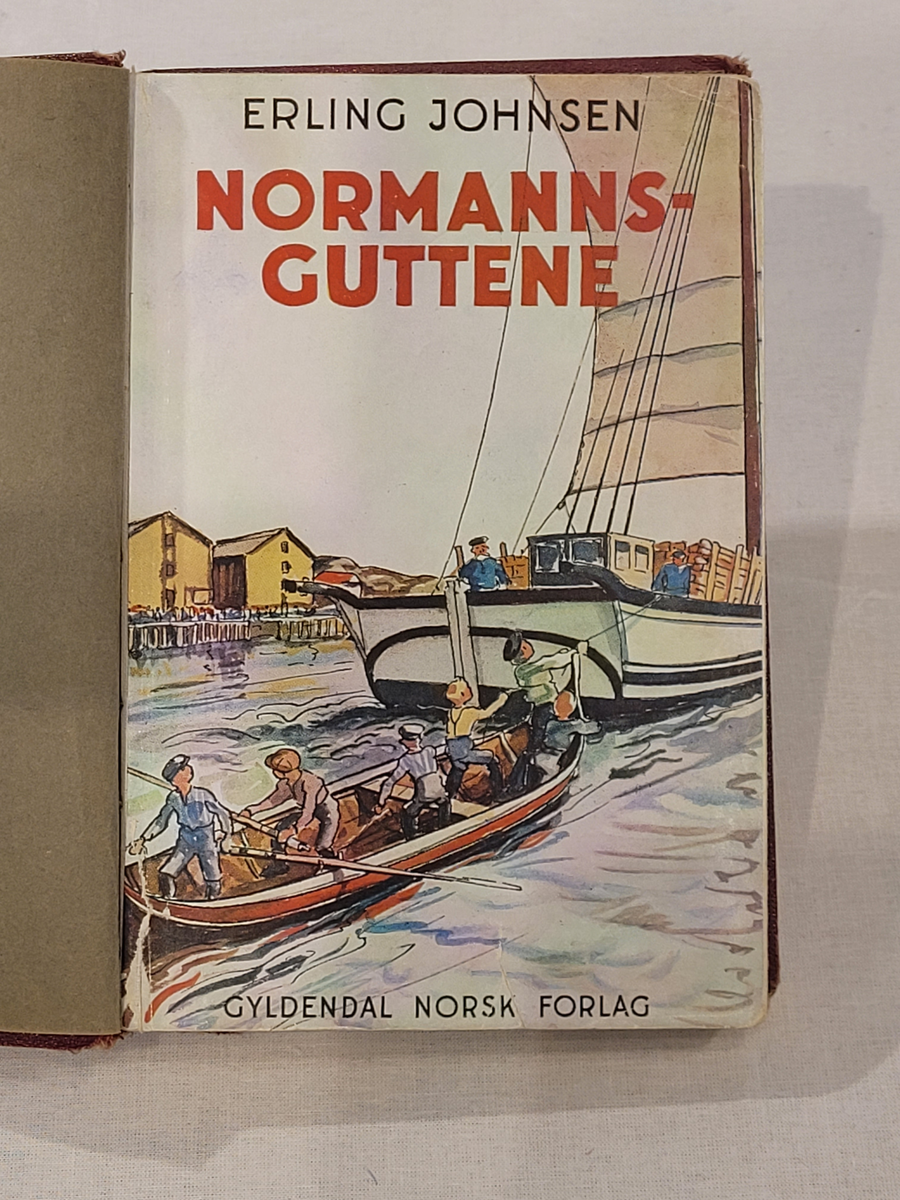 ERLING JOHNSEN
NORMANNS-
GUTTENE
GYLDENDAL NORSK FORLAG